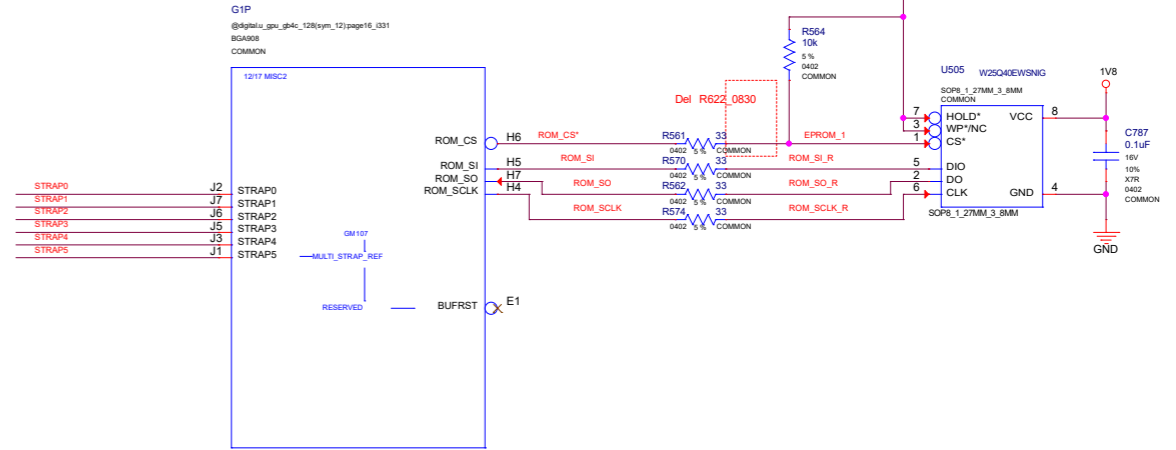 G1P
@digital.u_gpu_gb4c_128(sym_12):page16_i331
BGA908
COMMON
12/17 MISC2
R564
10k
5 %
0402
COMMON
Del R622_0830
U505 W25Q40EWSNIG
SOP8_1_27MM_3_8MM
COMMON
1V8
7 HOLD* VCC 8
3 WP*/NC
1 CS*
C787
0.1uF
16V
10%
X7R
0402
COMMON
ROM_CS H6 ROM_CS* R561 33 EPROM_1
0402 5 % COMMON
ROM_SI H5 ROM_SI R570 33 ROM_SI_R 5 DIO
0402 5 % COMMON
ROM_SO H7 ROM_SO R562 33 ROM_SO_R 2 DO
0402 5 % COMMON
ROM_SCLK H4 ROM_SCLK R574 33 ROM_SCLK_R 6 CLK GND 4
0402 5 % COMMON
SOP8_1_27MM_3_8MM
GND
STRAP0 J2 STRAP0
STRAP1 J7 STRAP1
STRAP2 J6 STRAP2
STRAP3 J5 STRAP3
STRAP4 J3 STRAP4
STRAP5 J1 STRAP5
GM107
MULTI_STRAP_REF
RESERVED
BUFRST E1